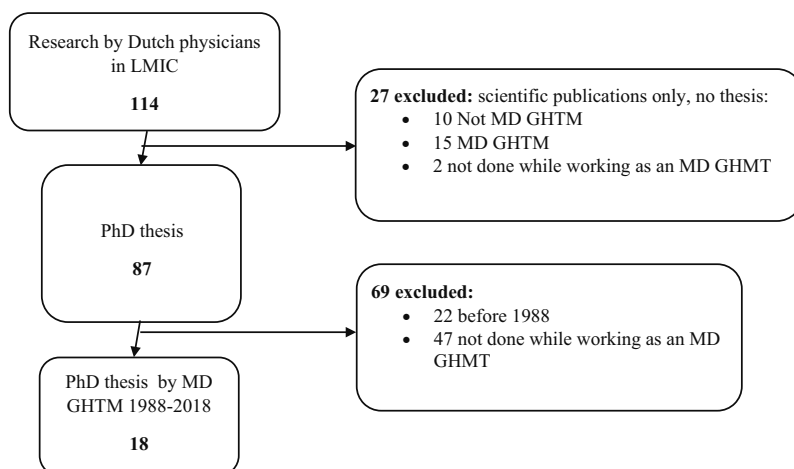 Research by Dutch physicians
in LMIC
114
27 excluded: scientific publications only, no thesis:
• 10 Not MD GHTM
• 15 MD GHTM
• 2 not done while working as an MD GHMT
PhD thesis
87
69 excluded:
• 22 before 1988
• 47 not done while working as an MD
GHMT
PhD thesis by MD
GHTM 1988-2018
18